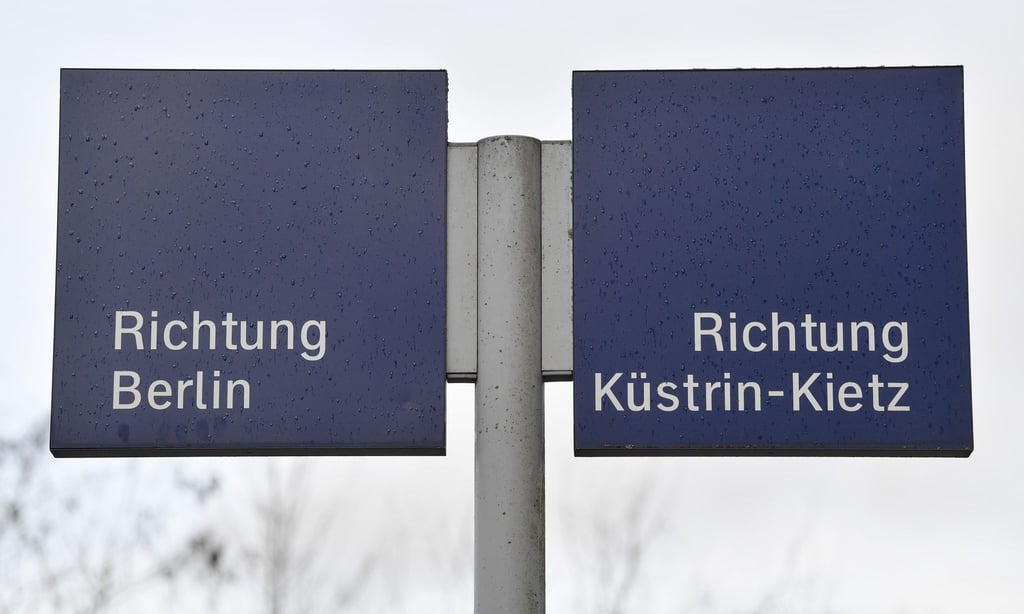 Richtung
Berlin
Richtung
Küstrin-Kietz